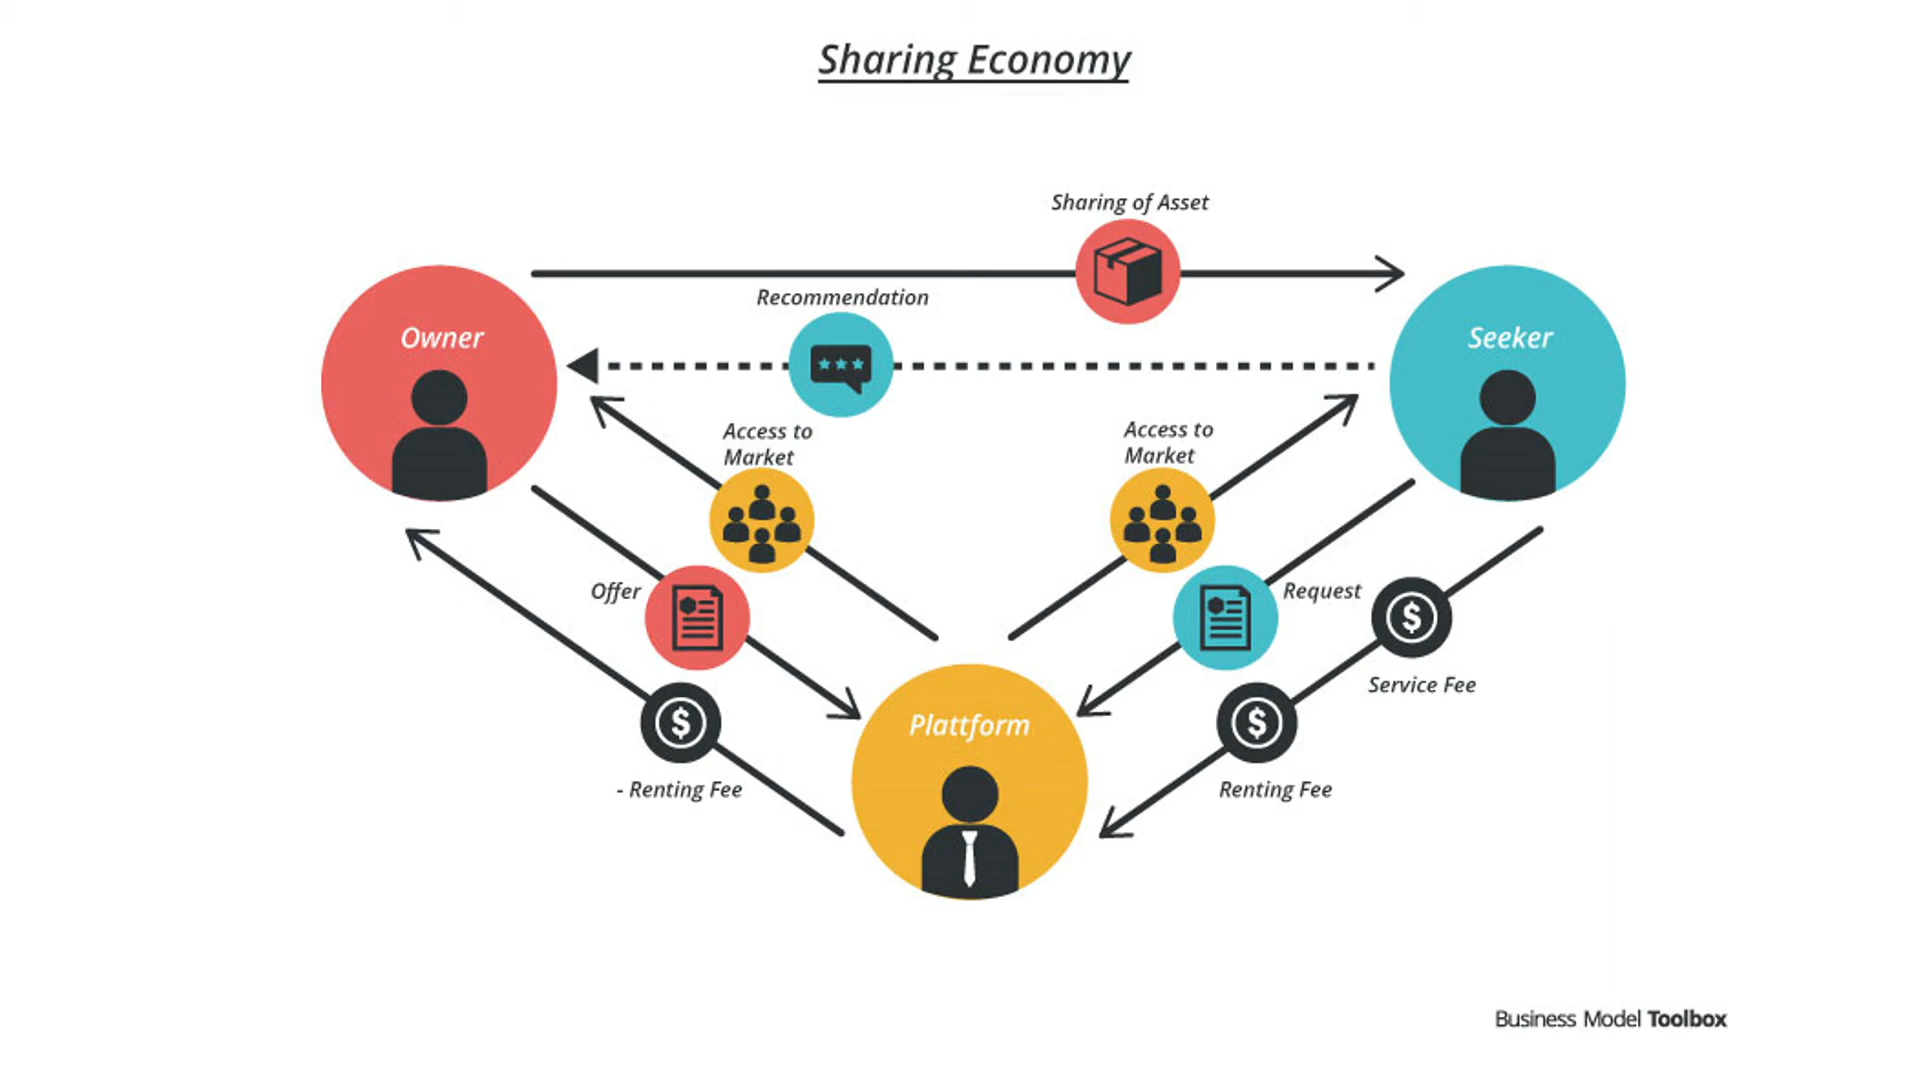 Sharing Economy
Sharing of Asset
Recommendation
Owner
Seeker
Access to
Market
Access to
Market
Offer
Request
Service Fee
Plattform
- Renting Fee
Renting Fee
Business Model Toolbox